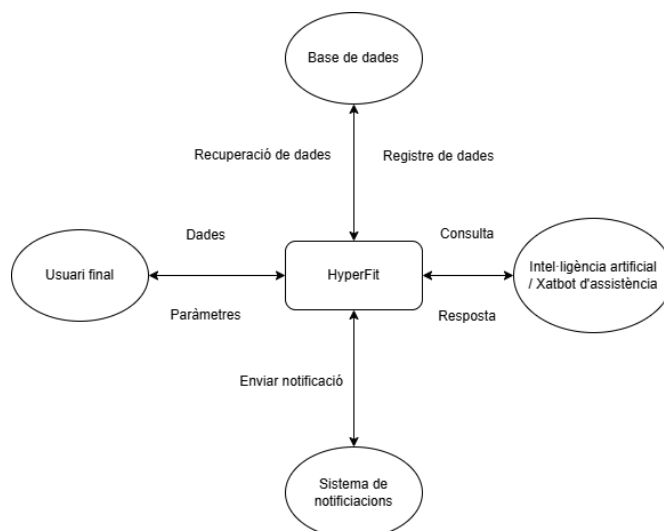 Base de dades
Recuperació de dades
Registre de dades
Dades
Consulta
Usuari final
HyperFit
Intel·ligència artificial
/ Xatbot d'assistència
Paràmetres
Resposta
Enviar notificació
Sistema de
notificiacions